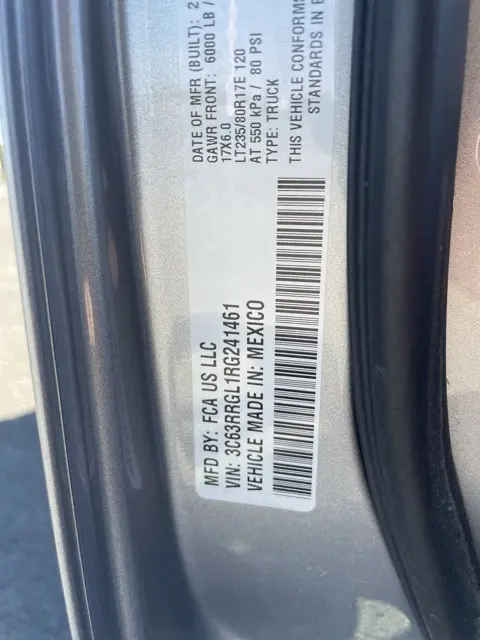 MFD BY: FCA US LLC
DATE OF MFR (BUILT): 2
GAWR FRONT: 6000 LB /
17X6.0
LT235/80R17E 120
AT 550 kPa / 80 PSI
VIN: 3C63RRGL1RG241461
TYPE: TRUCK
VEHICLE MADE IN: MEXICO
THIS VEHICLE CONFORMS
STANDARDS IN E